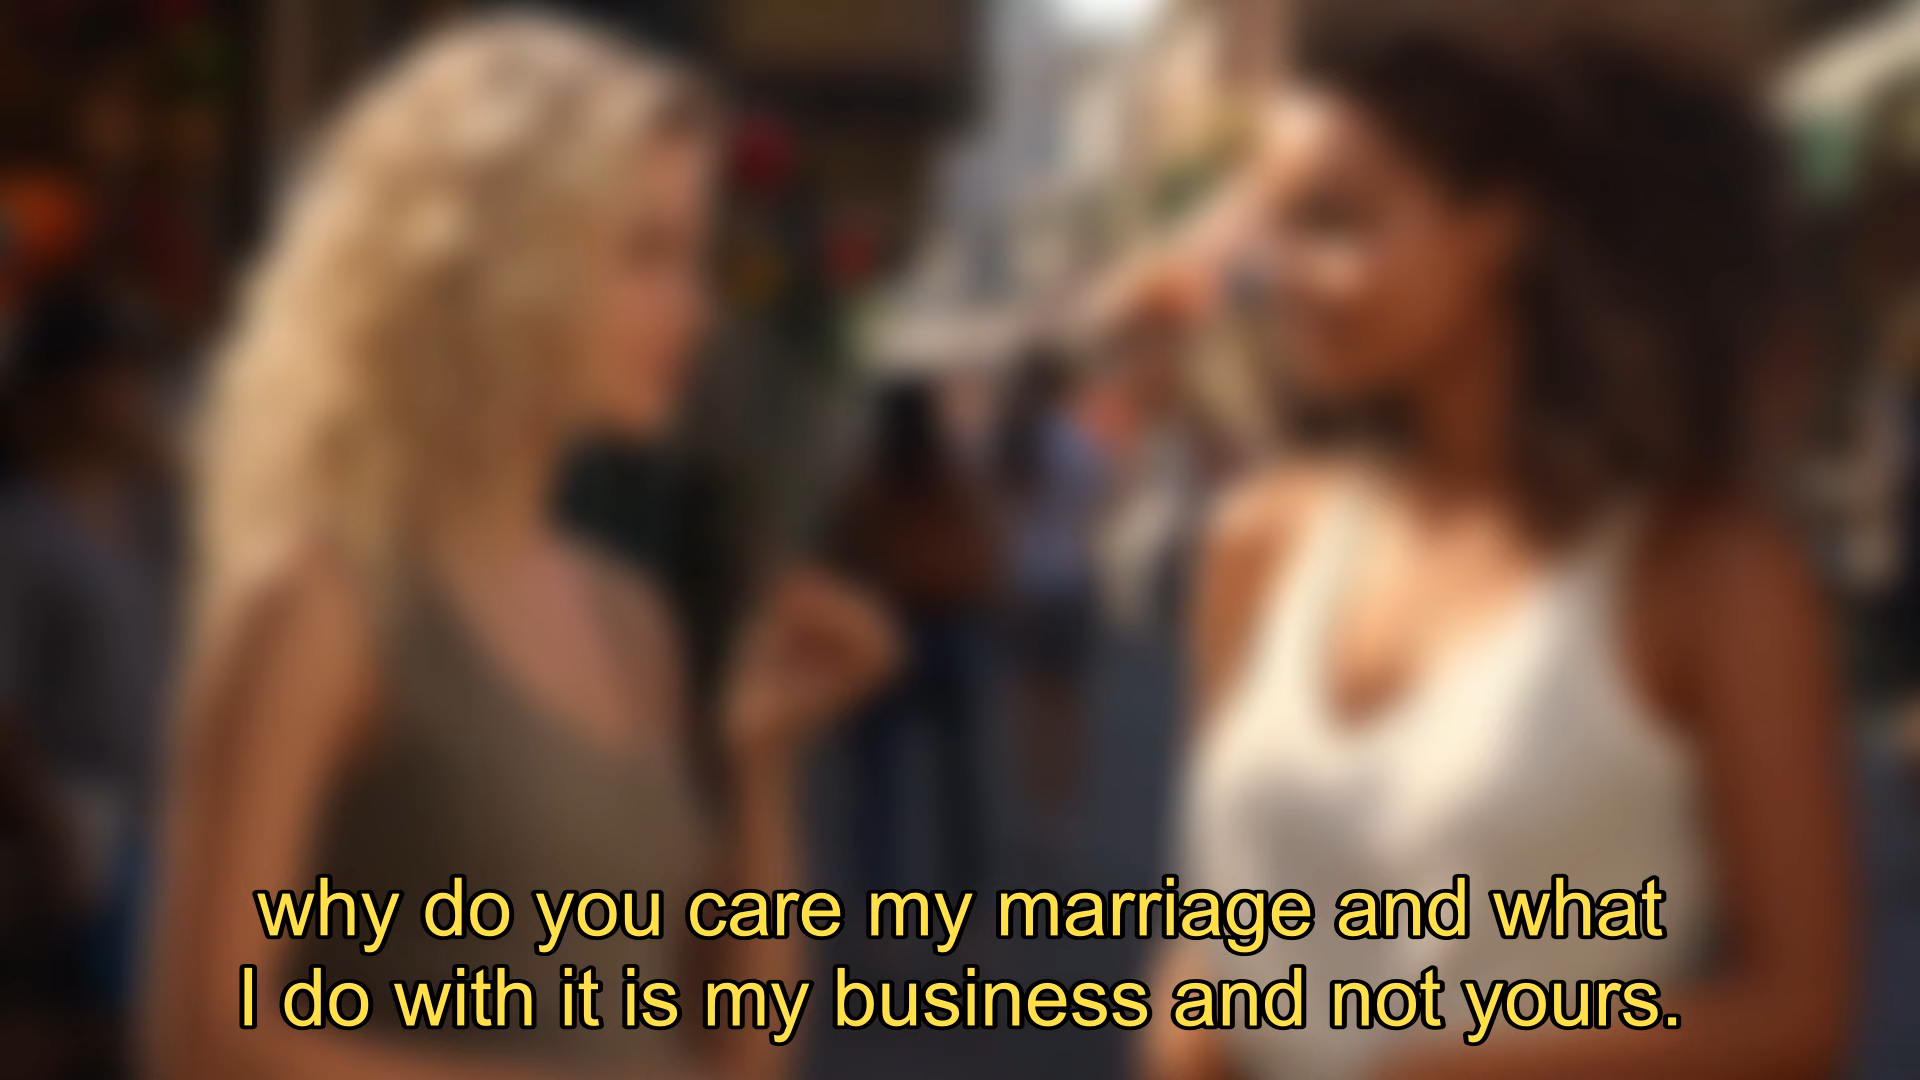 why do you care my marriage and what
I do with it is my business and not yours.